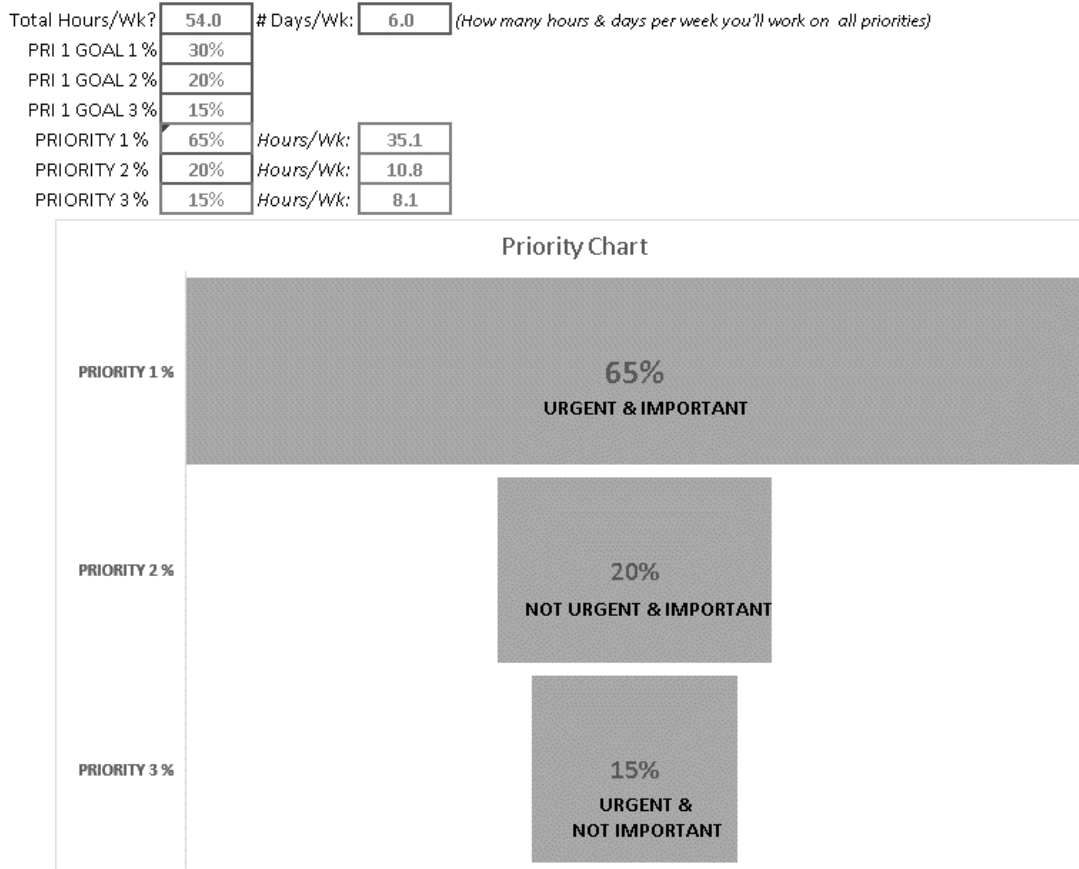 Total Hours/Wk? 54.0 # Days/Wk: 6.0 (How many hours & days per week you'll work on all priorities)
PRI 1 GOAL 1 % 30%
PRI 1 GOAL 2 % 20%
PRI 1 GOAL 3 % 15%
PRIORITY 1 % 65% Hours/Wk: 35.1
PRIORITY 2 % 20% Hours/Wk: 10.8
PRIORITY 3 % 15% Hours/Wk: 8.1
Priority Chart
PRIORITY 1 % 65%
URGENT & IMPORTANT
PRIORITY 2 % 20%
NOT URGENT & IMPORTANT
PRIORITY 3 % 15%
URGENT &
NOT IMPORTANT